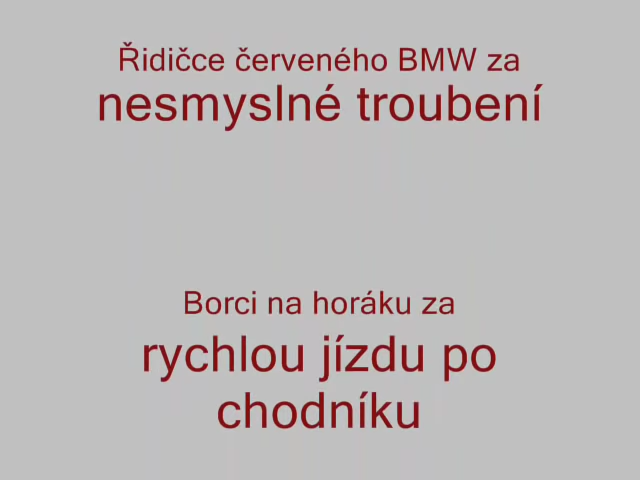 Řidičce červeného BMW za
nesmyslné troubení
Borci na horáku za
rychlou jízdu po
chodníku